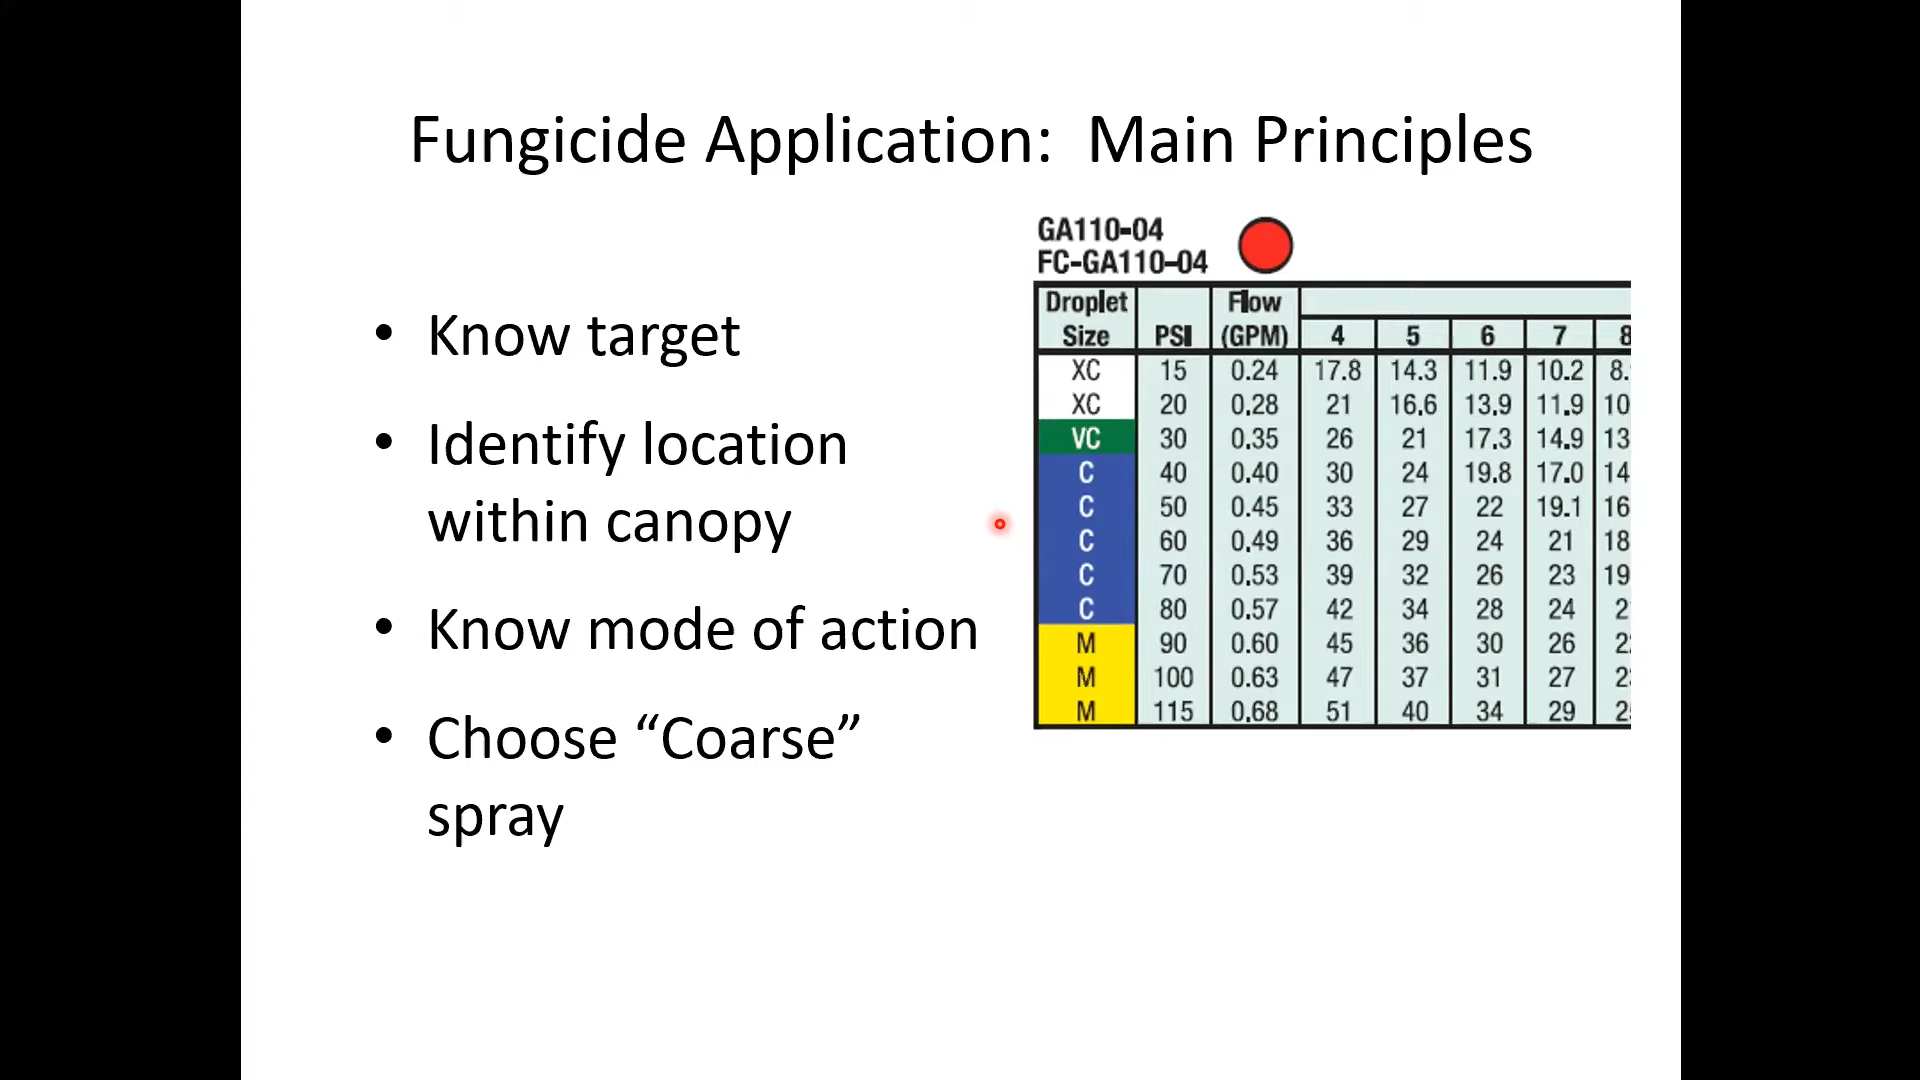 Fungicide Application:  Main Principles
• Know target
• Identify location
within canopy
• Know mode of action
• Choose “Coarse”
spray
GA110-04
FC-GA110-04
Droplet Size PSI Flow (GPM) 4 5 6 7 8
XC 15 0.24 17.8 14.3 11.9 10.2 8.
XC 20 0.28 21 16.6 13.9 11.9 10
VC 30 0.35 26 21 17.3 14.9 13
C 40 0.40 30 24 19.8 17.0 14
C 50 0.45 33 27 22 19.1 16
C 60 0.49 36 29 24 21 18
C 70 0.53 39 32 26 23 19
C 80 0.57 42 34 28 24 2
M 90 0.60 45 36 30 26 2
M 100 0.63 47 37 31 27 2
M 115 0.68 51 40 34 29 2